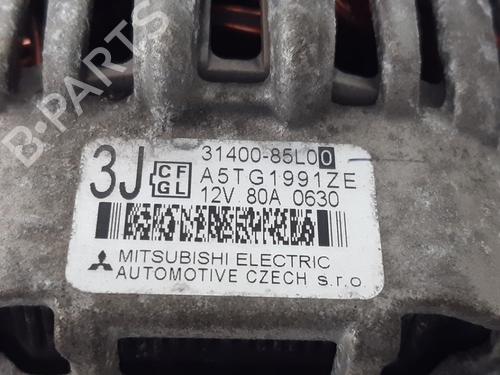 B-PARTS
3J
CF
GL
31400-85L00
A5TG1991ZE
12V 80A 0630
MITSUBISHI ELECTRIC
AUTOMOTIVE CZECH s.r.o.